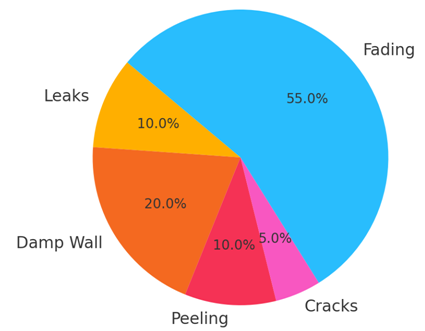 Fading
55.0%
Leaks
10.0%
20.0%
Damp Wall
10.0%
5.0%
Peeling
Cracks